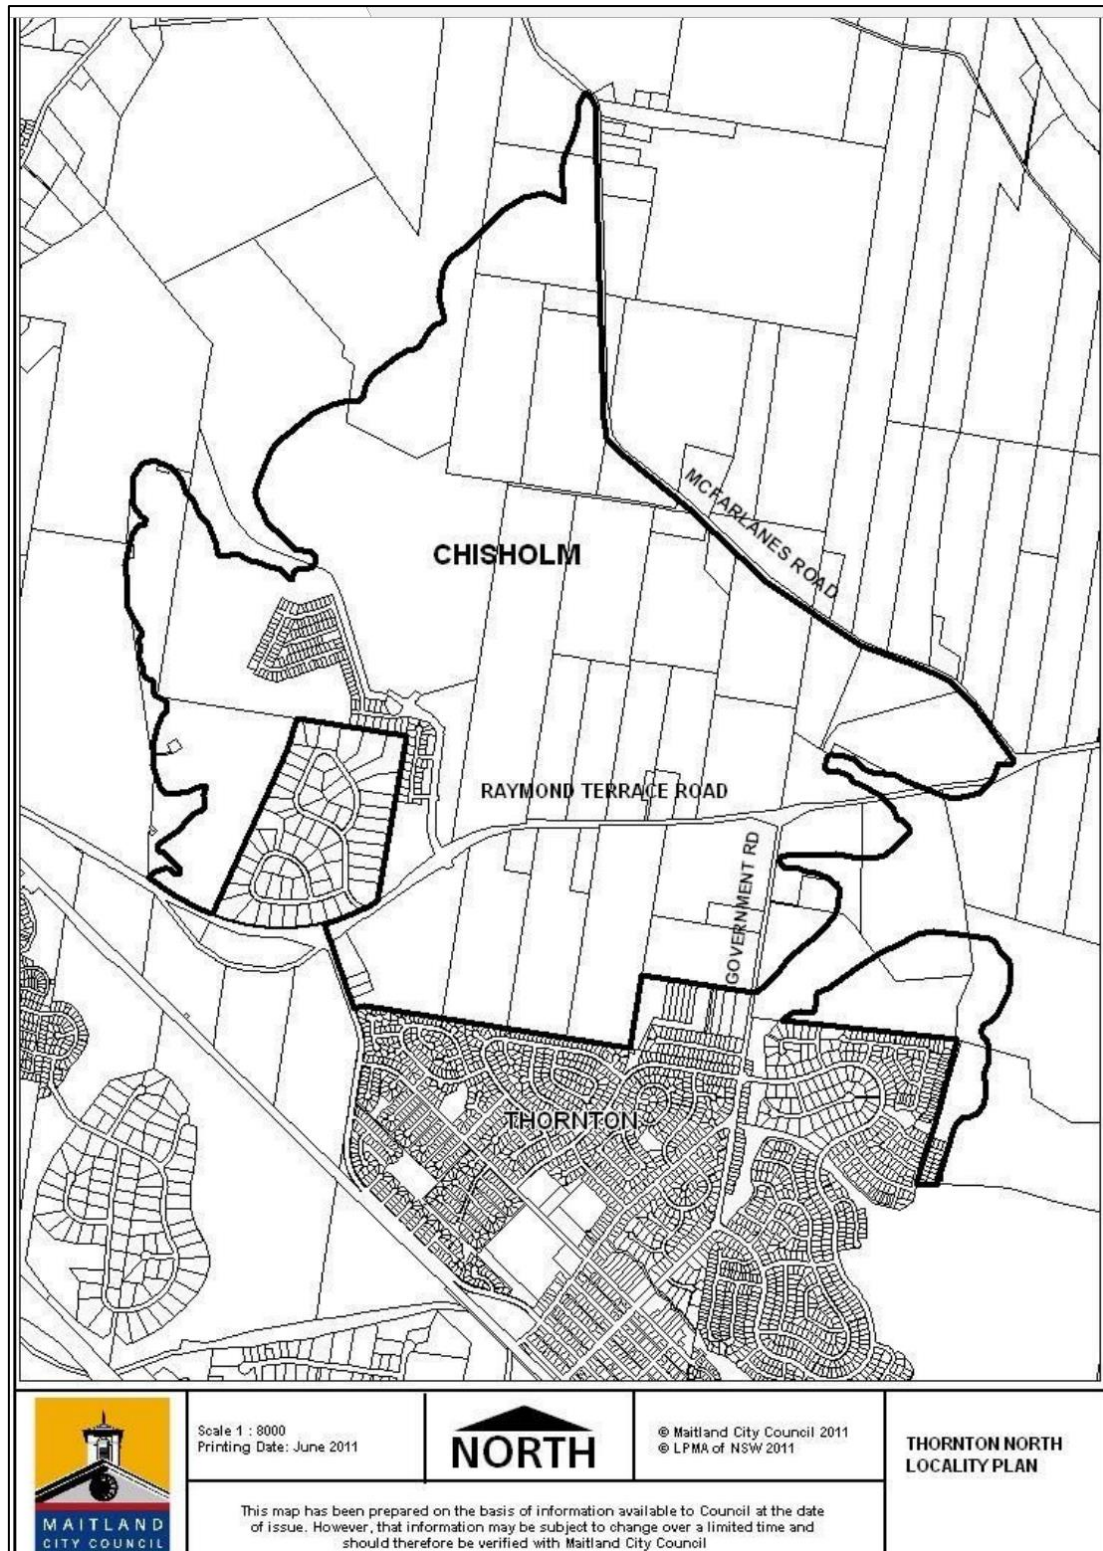 CHISHOLM
MCFARLANES ROAD
RAYMOND TERRACE ROAD
GOVERNMENT RD
THORNTON
MAITLAND
CITY COUNCIL
Scale 1 : 8000
Printing Date: June 2011
NORTH
© Maitland City Council 2011
© LPMA of NSW 2011
THORNTON NORTH
LOCALITY PLAN
This map has been prepared on the basis of information available to Council at the date
of issue. However, that information may be subject to change over a limited time and
should therefore be verified with Maitland City Council